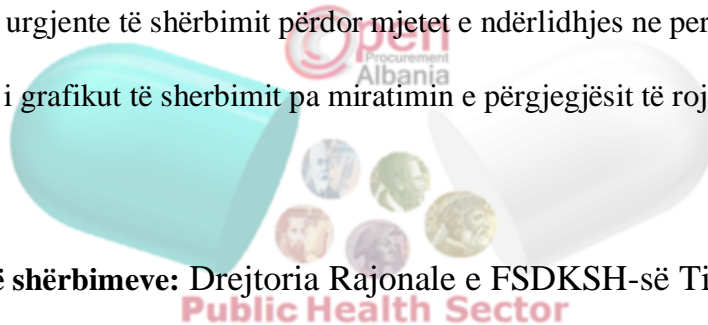 urgjente të shërbimit përdor mjetet e ndërlidhjes ne per
Open
Procurement
Albania
i grafikut të sherbimit pa miratimin e përgjegjësit të roj
shërbimeve: Drejtoria Rajonale e FSDKSH-së Ti
Public Health Sector